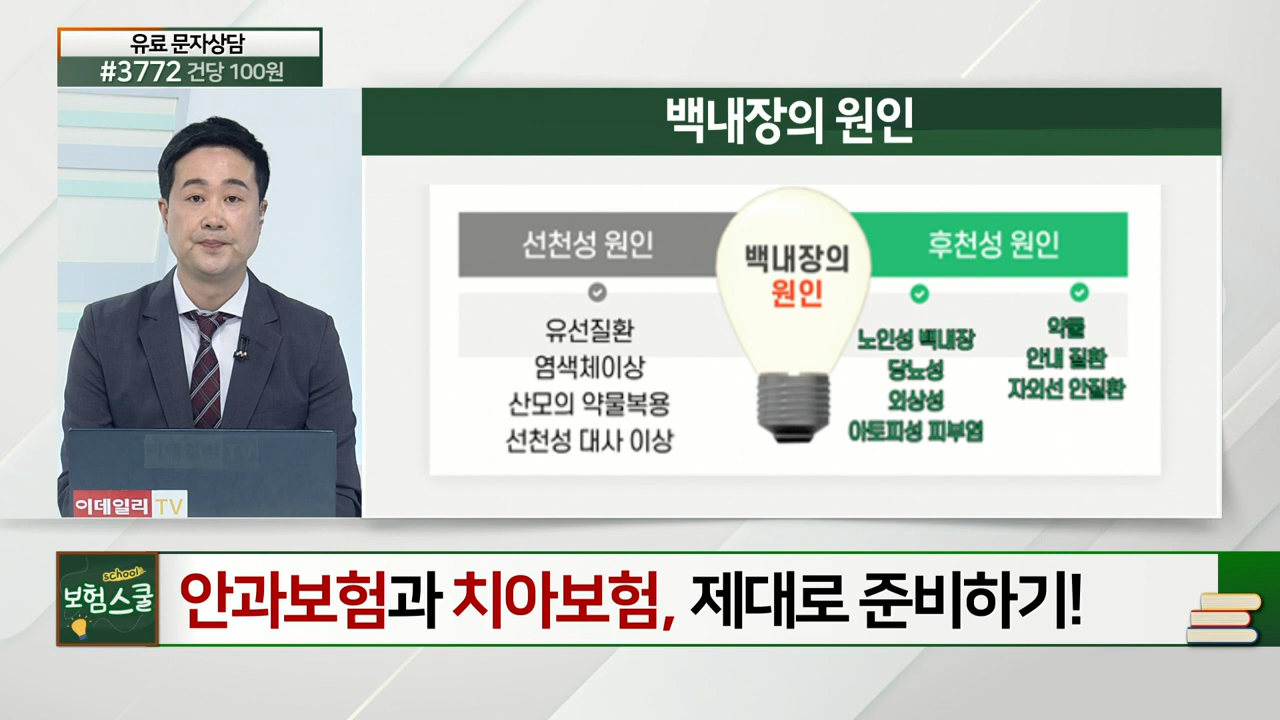 유료 문자상담
#3772 건당 100원
백내장의 원인
선천성 원인
백내장의
원인
후천성 원인
유선질환
염색체이상
산모의 약물복용
선천성 대사 이상
노인성 백내장
당뇨성
외상성
아토피성 피부염
약물
안내 질환
자외선 안질환
이데일리 TV
이데일리 TV
school
보험스쿨
안과보험과 치아보험, 제대로 준비하기!